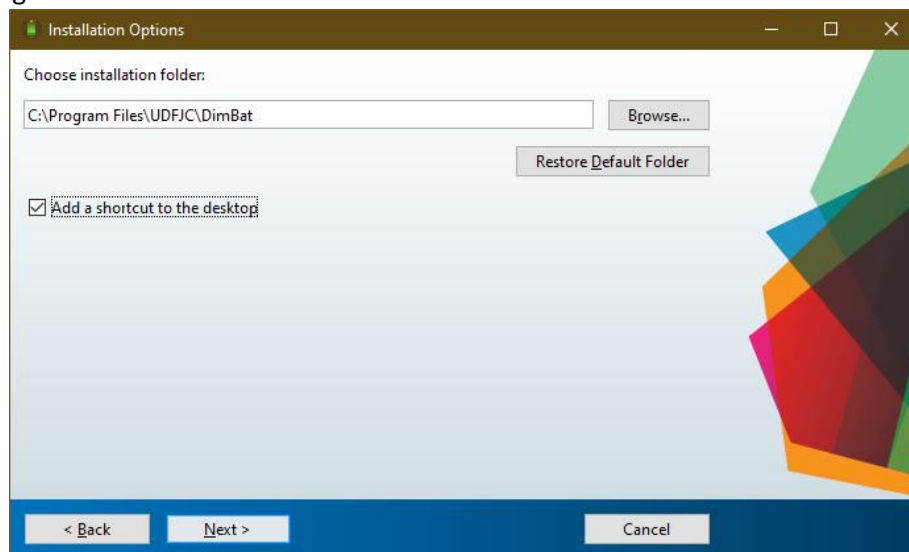 Installation Options
Choose installation folder:
C:\Program Files\UDFJC\DimBat
Browse...
Restore Default Folder
Add a shortcut to the desktop
< Back
Next >
Cancel